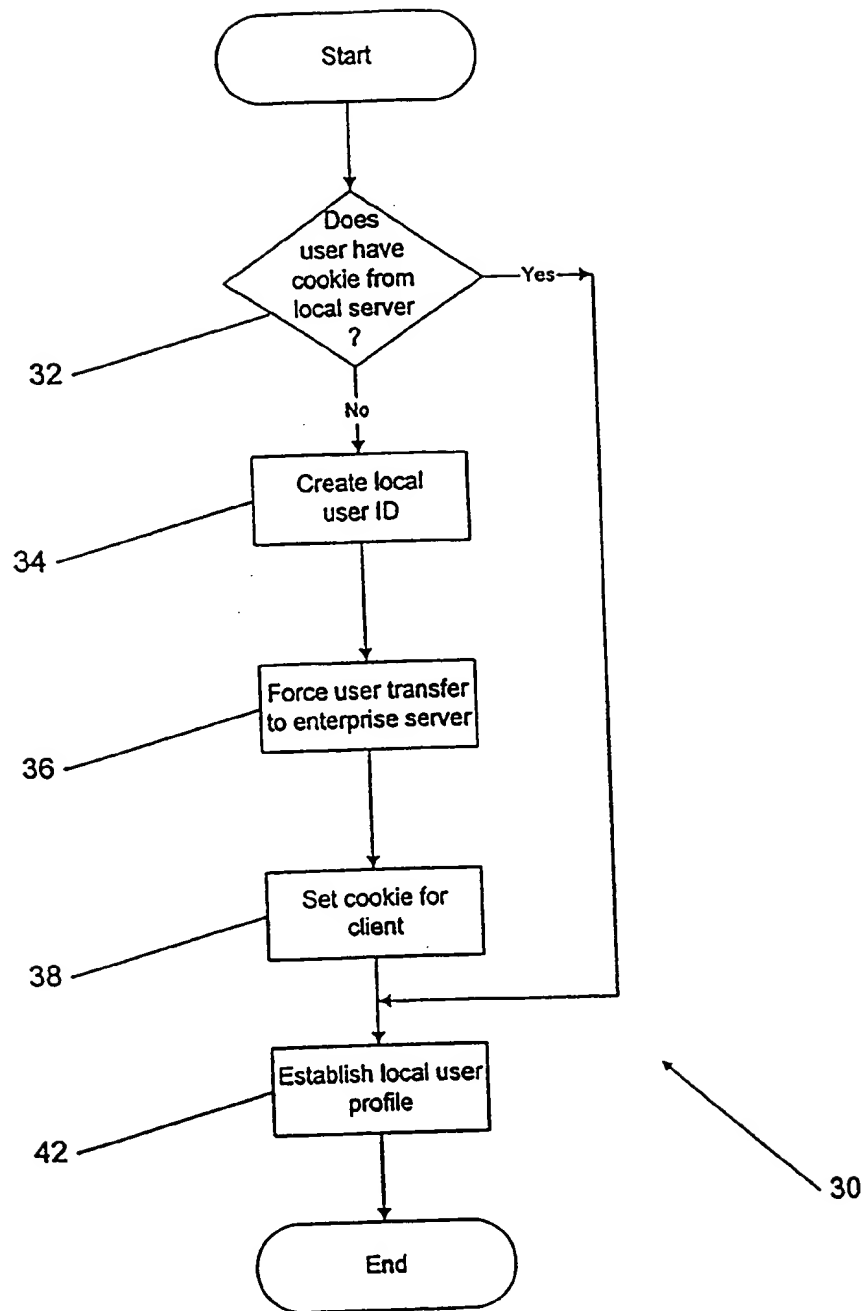 Start
Does
user have
cookie from
local server
?
Yes
32
No
Create local
user ID
34
Force user transfer
to enterprise server
36
Set cookie for
client
38
Establish local user
profile
42
30
End